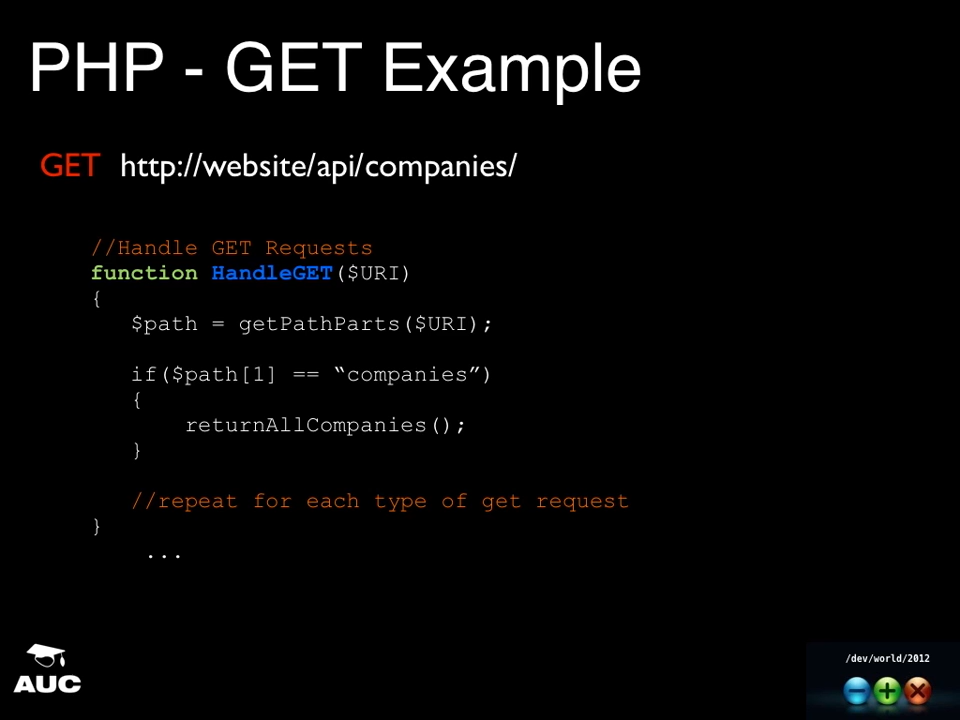 PHP - GET Example
GET http://website/api/companies/
//Handle GET Requests
function HandleGET($URI)
{
$path = getPathParts($URI);
if($path[1] == “companies”)
{
returnAllCompanies();
}
//repeat for each type of get request
}
...
AUC
/dev/world/2012